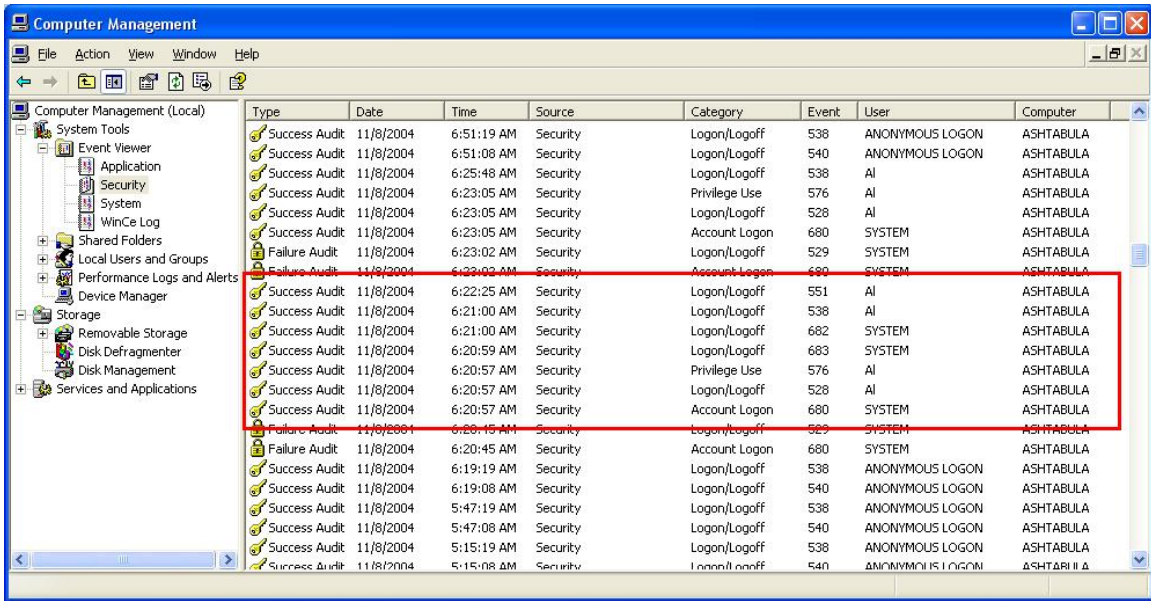 Computer Management
File Action View Window Help
Computer Management (Local)
System Tools
Event Viewer
Application
Security
System
WinCe Log
Shared Folders
Local Users and Groups
Performance Logs and Alerts
Device Manager
Storage
Removable Storage
Disk Defragmenter
Disk Management
Services and Applications
Type Date Time Source Category Event User Computer
Success Audit 11/8/2004 6:51:19 AM Security Logon/Logoff 538 ANONYMOUS LOGON ASHTABULA
Success Audit 11/8/2004 6:51:08 AM Security Logon/Logoff 540 ANONYMOUS LOGON ASHTABULA
Success Audit 11/8/2004 6:25:48 AM Security Logon/Logoff 538 Al ASHTABULA
Success Audit 11/8/2004 6:23:05 AM Security Privilege Use 576 Al ASHTABULA
Success Audit 11/8/2004 6:23:05 AM Security Logon/Logoff 528 Al ASHTABULA
Success Audit 11/8/2004 6:23:05 AM Security Account Logon 680 SYSTEM ASHTABULA
Failure Audit 11/8/2004 6:23:02 AM Security Logon/Logoff 529 SYSTEM ASHTABULA
Failure Audit 11/8/2004 6:23:02 AM Security Account Logon 680 SYSTEM ASHTABULA
Success Audit 11/8/2004 6:22:25 AM Security Logon/Logoff 551 Al ASHTABULA
Success Audit 11/8/2004 6:21:00 AM Security Logon/Logoff 538 Al ASHTABULA
Success Audit 11/8/2004 6:21:00 AM Security Logon/Logoff 682 SYSTEM ASHTABULA
Success Audit 11/8/2004 6:20:59 AM Security Logon/Logoff 683 SYSTEM ASHTABULA
Success Audit 11/8/2004 6:20:57 AM Security Privilege Use 576 Al ASHTABULA
Success Audit 11/8/2004 6:20:57 AM Security Logon/Logoff 528 Al ASHTABULA
Success Audit 11/8/2004 6:20:57 AM Security Account Logon 680 SYSTEM ASHTABULA
Failure Audit 11/8/2004 6:20:45 AM Security Logon/Logoff 529 SYSTEM ASHTABULA
Failure Audit 11/8/2004 6:20:45 AM Security Account Logon 680 SYSTEM ASHTABULA
Success Audit 11/8/2004 6:19:19 AM Security Logon/Logoff 538 ANONYMOUS LOGON ASHTABULA
Success Audit 11/8/2004 6:19:08 AM Security Logon/Logoff 540 ANONYMOUS LOGON ASHTABULA
Success Audit 11/8/2004 5:47:19 AM Security Logon/Logoff 538 ANONYMOUS LOGON ASHTABULA
Success Audit 11/8/2004 5:47:08 AM Security Logon/Logoff 540 ANONYMOUS LOGON ASHTABULA
Success Audit 11/8/2004 5:15:19 AM Security Logon/Logoff 538 ANONYMOUS LOGON ASHTABULA
Success Audit 11/8/2004 5:15:08 AM Security Logon/Logoff 540 ANONYMOUS LOGON ASHTABULA